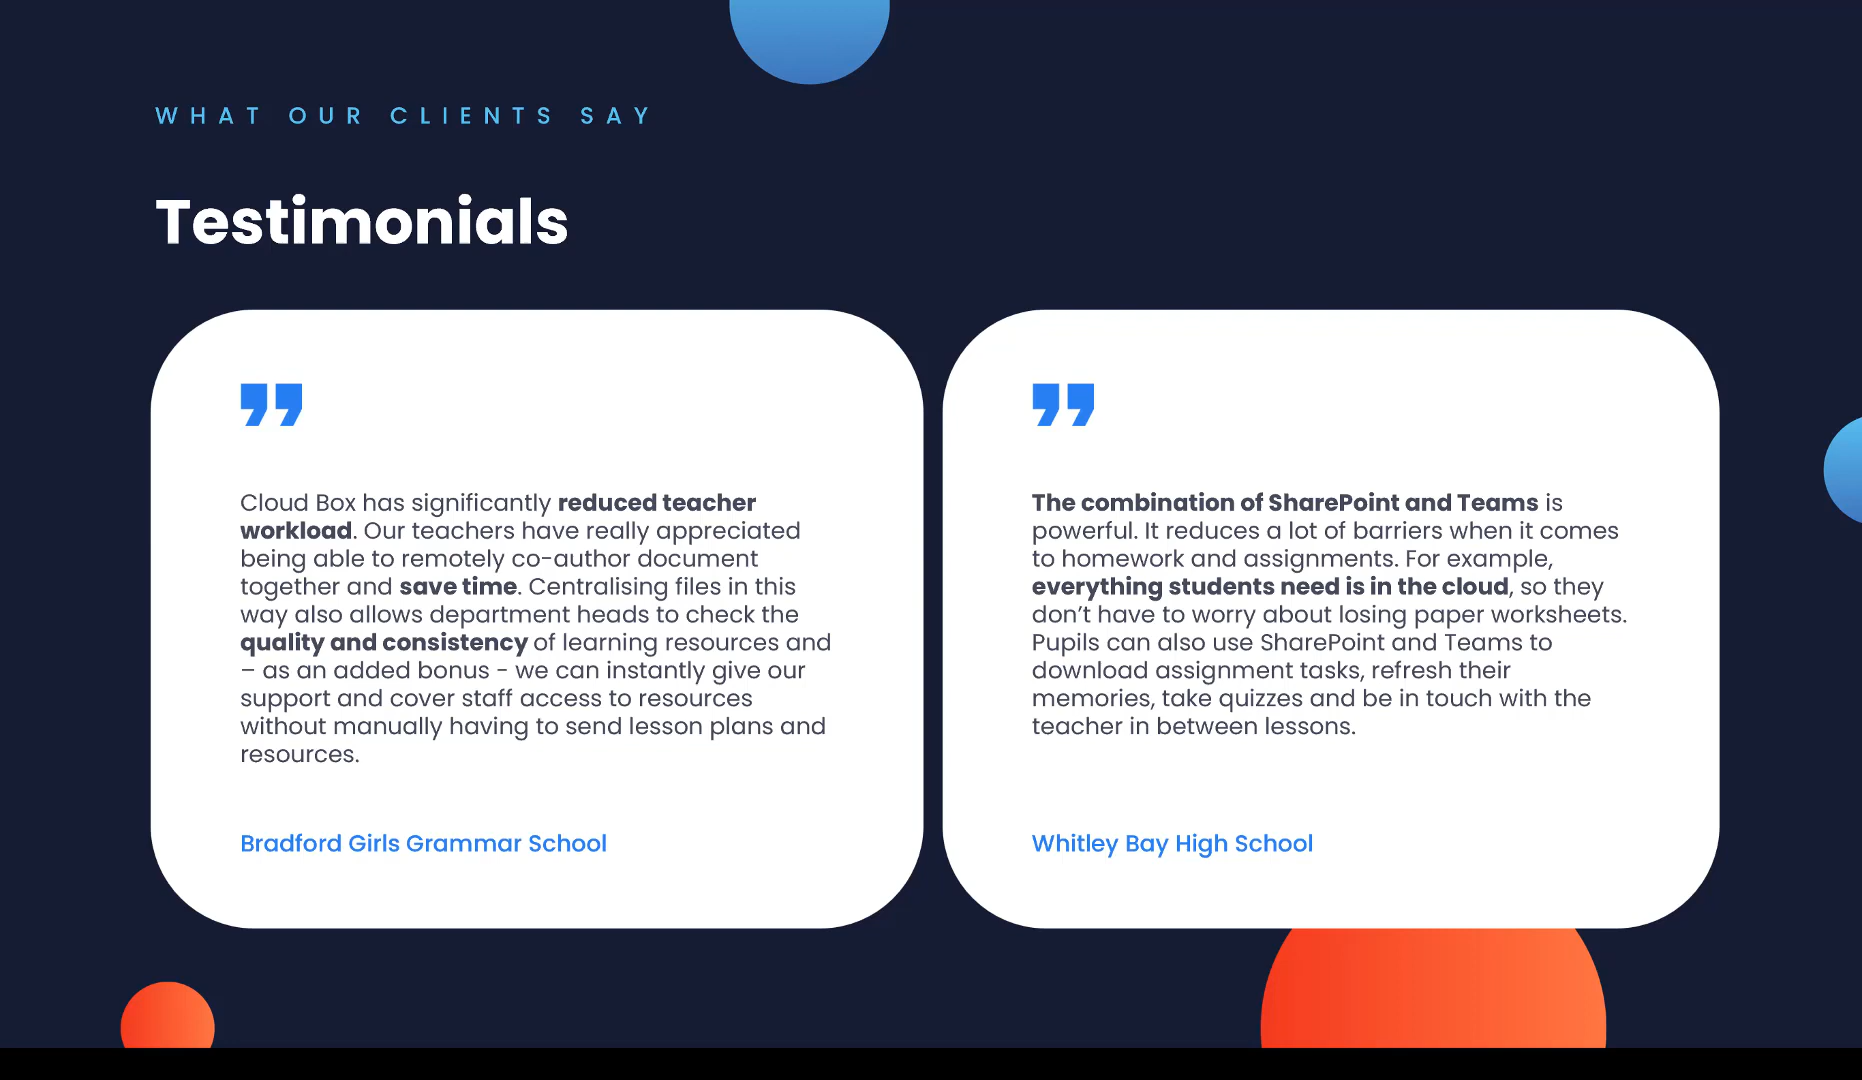 WHAT OUR CLIENTS SAY
Testimonials
”
Cloud Box has significantly reduced teacher
workload. Our teachers have really appreciated
being able to remotely co-author document
together and save time. Centralising files in this
way also allows department heads to check the
quality and consistency of learning resources and
– as an added bonus - we can instantly give our
support and cover staff access to resources
without manually having to send lesson plans and
resources.
Bradford Girls Grammar School
”
The combination of SharePoint and Teams is
powerful. It reduces a lot of barriers when it comes
to homework and assignments. For example,
everything students need is in the cloud, so they
don’t have to worry about losing paper worksheets.
Pupils can also use SharePoint and Teams to
download assignment tasks, refresh their
memories, take quizzes and be in touch with the
teacher in between lessons.
Whitley Bay High School